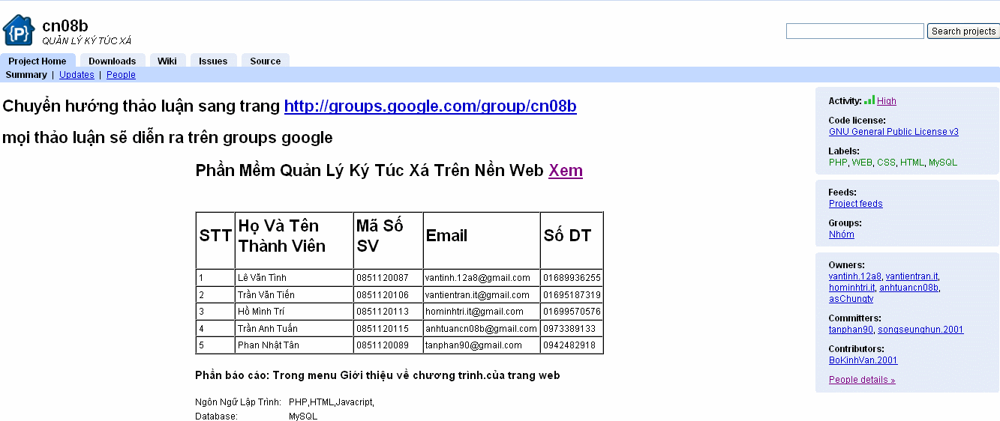 cn08b
QUẢN LÝ KÝ TÚC XÁ
Search projects
Project Home Downloads Wiki Issues Source
Summary | Updates | People
Chuyển hướng thảo luận sang trang http://groups.google.com/group/cn08b
mọi thảo luận sẽ diễn ra trên groups google
Phần Mềm Quản Lý Ký Túc Xá Trên Nền Web Xem
STT Họ Và Tên Thành Viên Mã Số SV Email Số DT
1 Lê Văn Tình 0851120087 vantinh.12a8@gmail.com 01689936255
2 Trần Văn Tiến 0851120106 vantientran.it@gmail.com 01695187319
3 Hồ Minh Trí 0851120113 hominhtri.it@gmail.com 01699570576
4 Trần Anh Tuấn 0851120115 anhtuancn08b@gmail.com 0973389133
5 Phan Nhật Tân 0851120089 tanphan90@gmail.com 0942482918
Phần báo cáo: Trong menu Giới thiệu về chương trình.của trang web
Ngôn Ngữ Lập Trình: PHP,HTML,Javacript,
Database: MySQL
Activity: High
Code license:
GNU General Public License v3
Labels:
PHP, WEB, CSS, HTML, MySQL
Feeds:
Project feeds
Groups:
Nhóm
Owners:
vantinh.12a8, vantientran.it,
hominhtri.it, anhtuancn08b,
asChungtv
Committers:
tanphan90, songseunghun.2001
Contributors:
BoKinhVan.2001
People details »